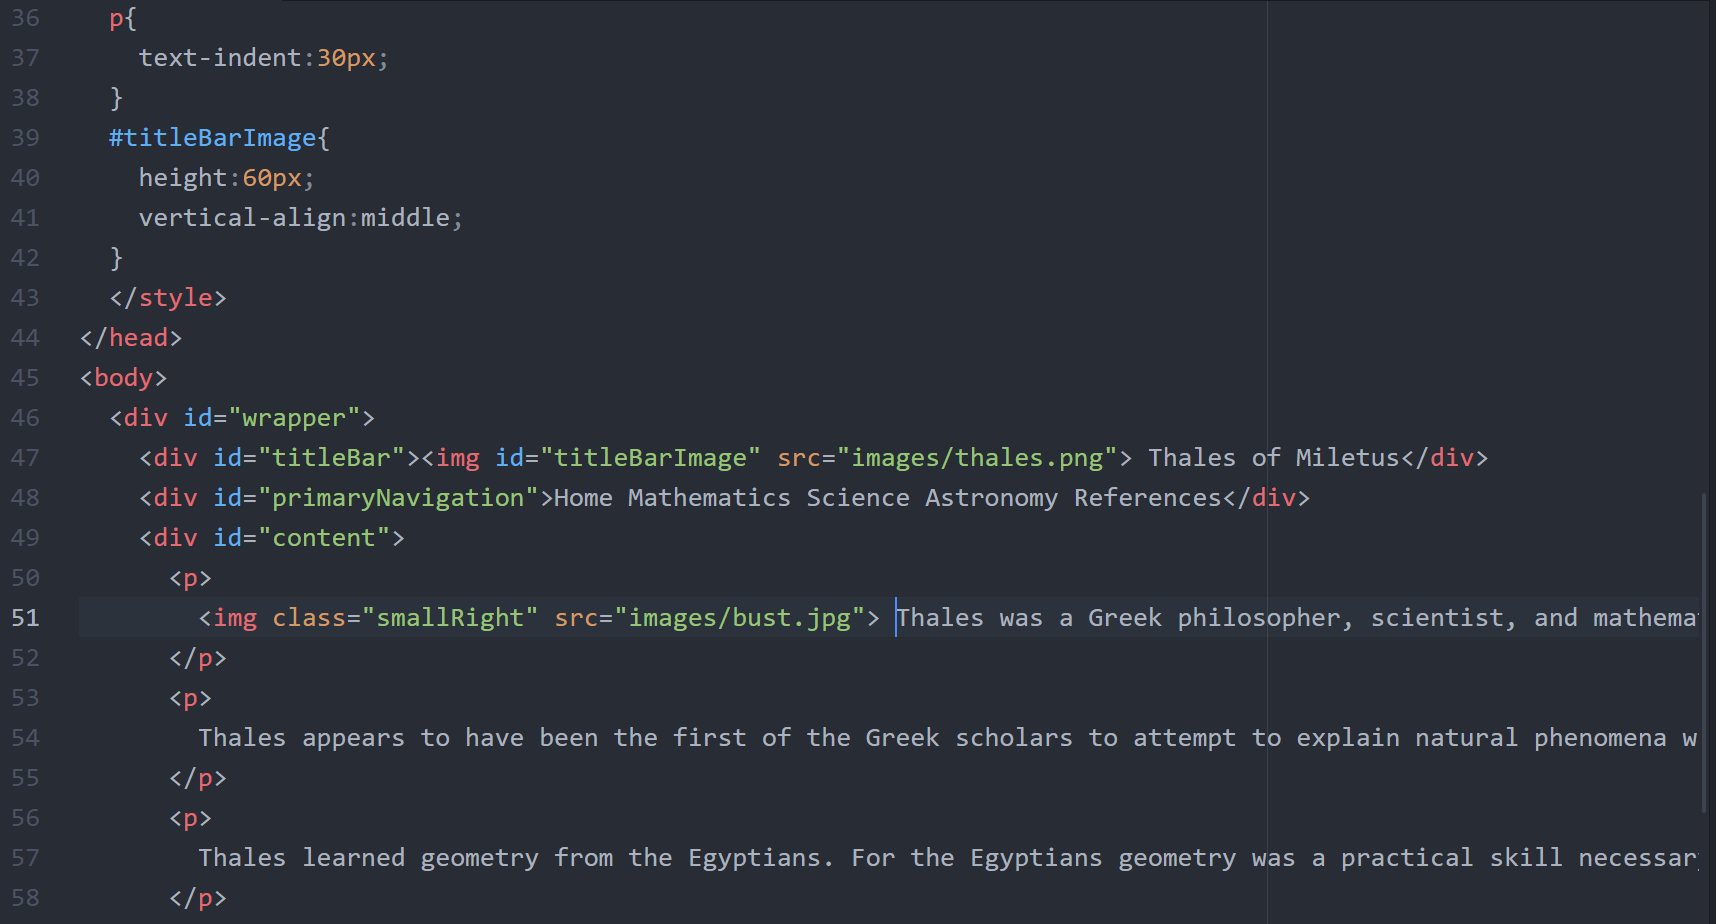 36 p{
37 text-indent:30px;
38 }
39 #titleBarImage{
40 height:60px;
41 vertical-align:middle;
42 }
43 </style>
44 </head>
45 <body>
46 <div id="wrapper">
47 <div id="titleBar"><img id="titleBarImage" src="images/thales.png"> Thales of Miletus</div>
48 <div id="primaryNavigation">Home Mathematics Science Astronomy References</div>
49 <div id="content">
50 <p>
51 <img class="smallRight" src="images/bust.jpg"> Thales was a Greek philosopher, scientist, and
52 </p>
53 <p>
54 Thales appears to have been the first of the Greek scholars to attempt to explain natural phenomena
55 </p>
56 <p>
57 Thales learned geometry from the Egyptians. For the Egyptians geometry was a practical skill
58 </p>